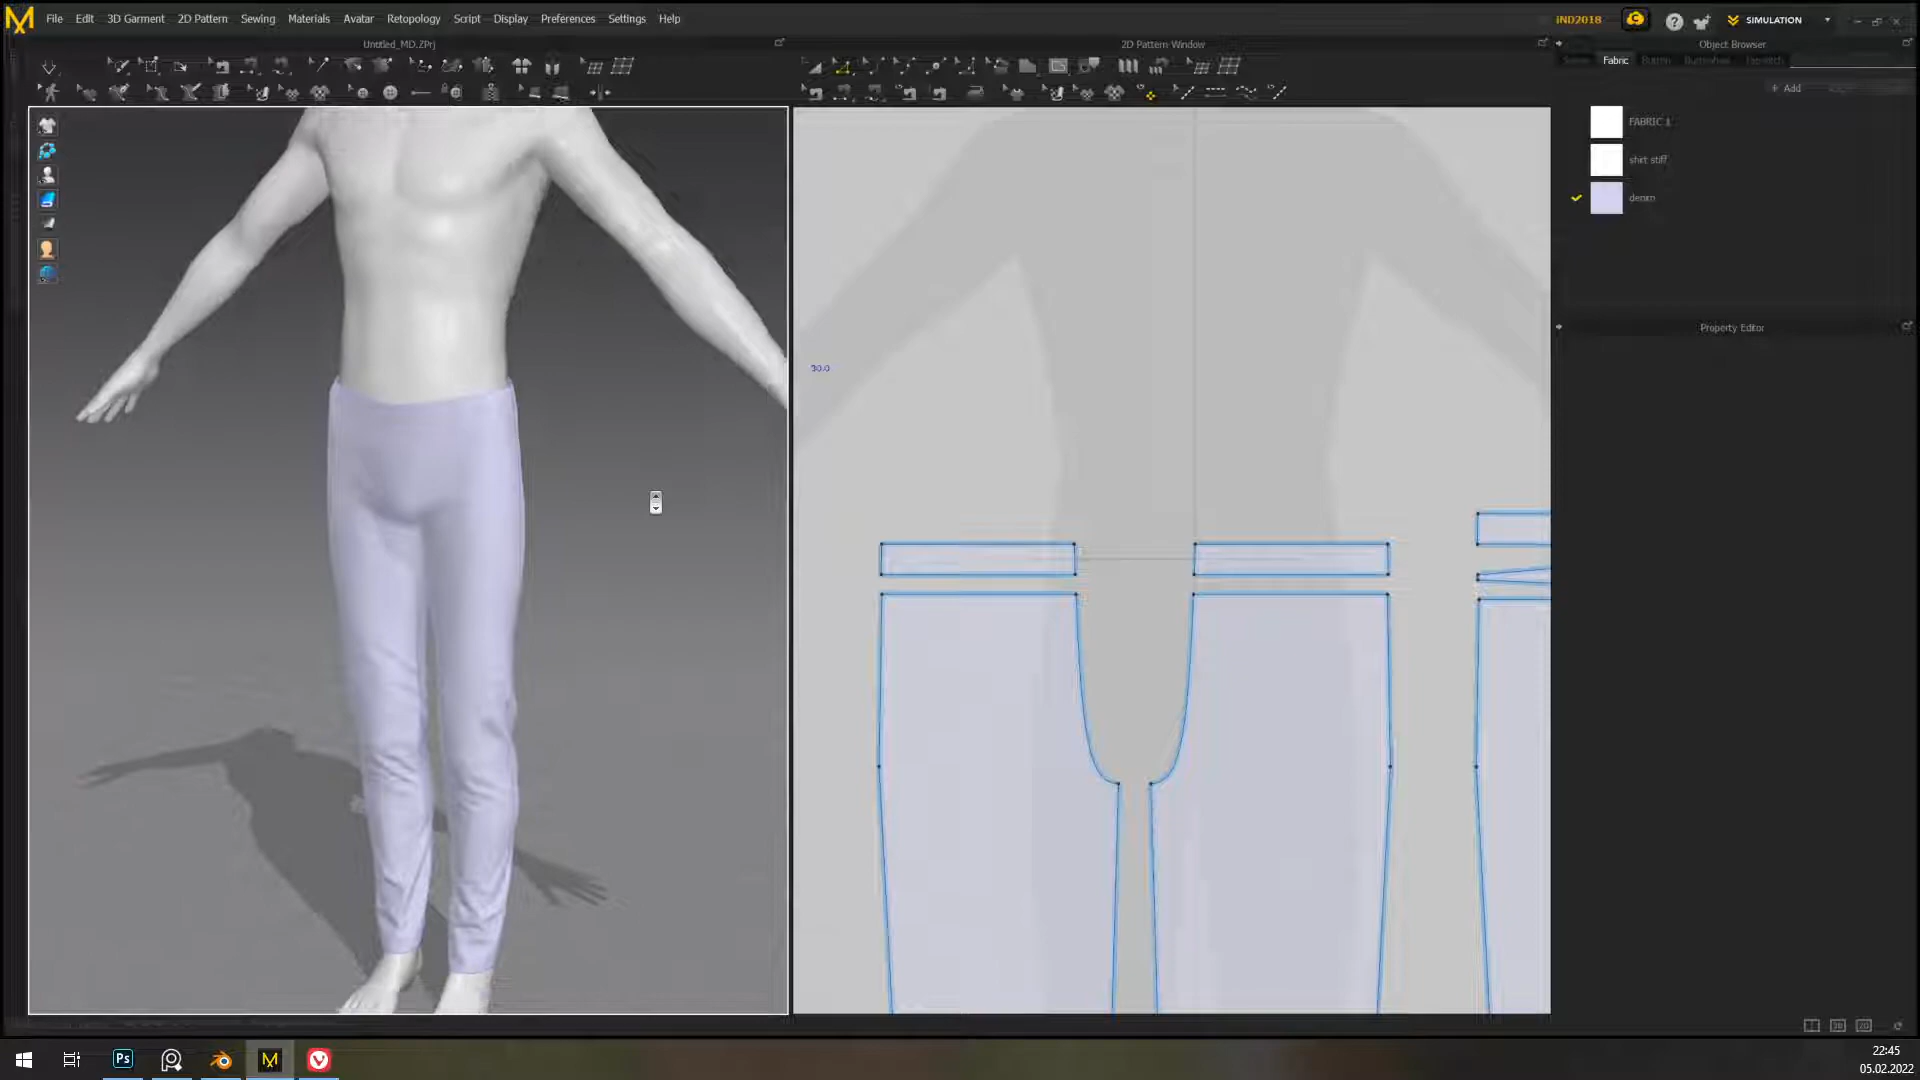 File Edit 3D Garment 2D Pattern Sewing Materials Avatar Retopology Script Display Preferences Settings Help
iND2018
SIMULATION
Untitled_MD.ZPrj
2D Pattern Window
Object Browser
Fabric
+ Add
FABRIC 1
shirt stiff
denim
Property Editor
30.0
Ps
22:45
05.02.2022